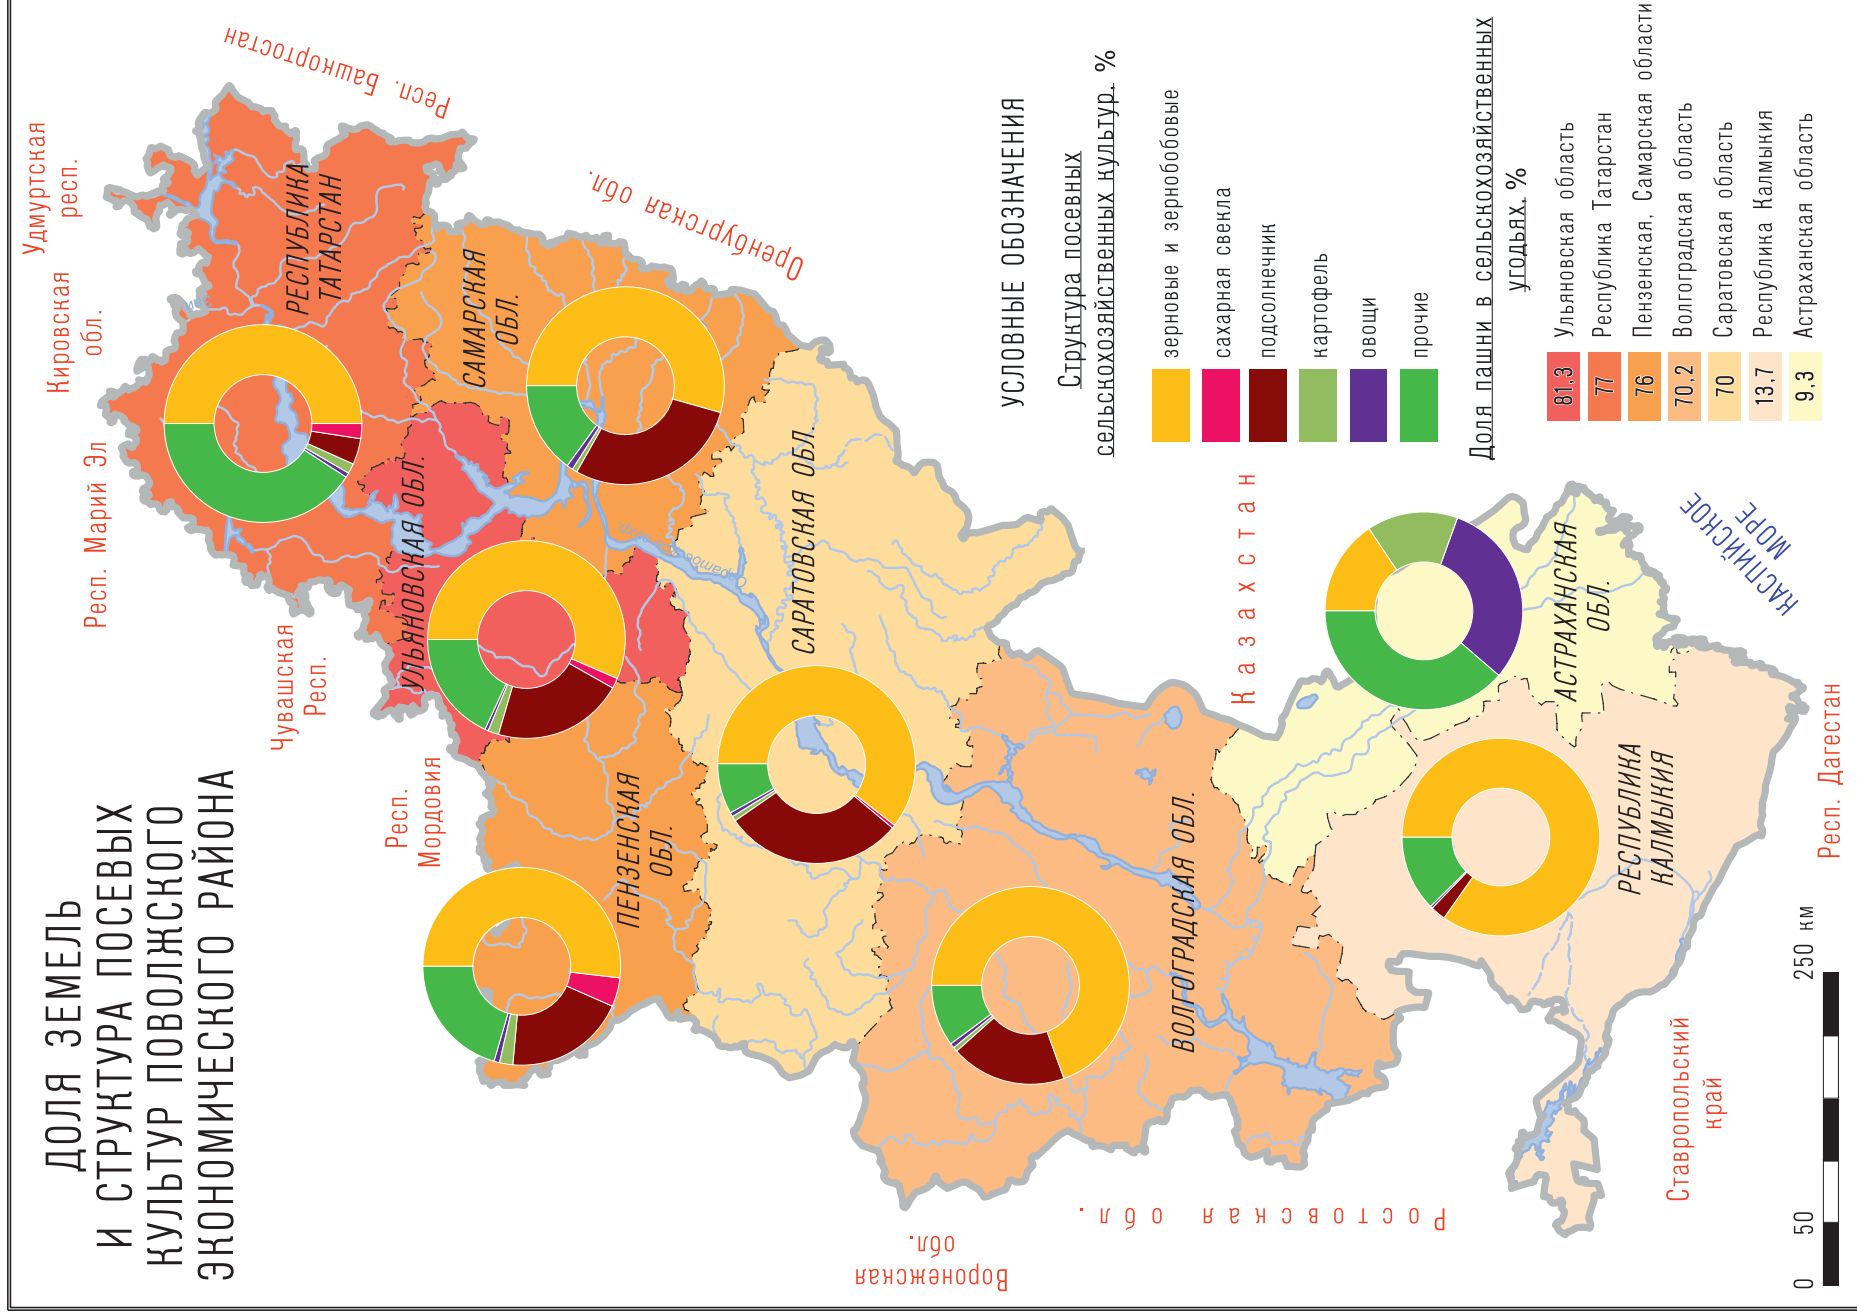 ДОЛЯ ЗЕМЕЛЬ
И СТРУКТУРА ПОСЕВЫХ
КУЛЬТУР ПОВОЛЖСКОГО
ЭКОНОМИЧЕСКОГО РАЙОНА
Удмуртская
респ.
Кировская
обл.
Респ. Марий Эл
Чувашская
Респ.
Респ.
Мордовия
Респ. Башкортостан
Оренбургская обл.
РЕСПУБЛИКА
ТАТАРСТАН
САМАРСКАЯ
ОБЛ.
УЛЬЯНОВСКАЯ ОБЛ.
ПЕНЗЕНСКАЯ
ОБЛ.
САРАТОВСКАЯ ОБЛ.
ВОЛГОГРАДСКАЯ ОБЛ.
АСТРАХАНСКАЯ
ОБЛ.
РЕСПУБЛИКА
КАЛМЫКИЯ
Казахстан
КАСПИЙСКОЕ
МОРЕ
Респ. Дагестан
Ставропольский
край
Ростовская обл.
Воронежская
обл.
УСЛОВНЫЕ ОБОЗНАЧЕНИЯ
Структура посевных
сельскохозяйственных культур. %
зерновые и зернобобовые
сахарная свекла
подсолнечник
картофель
овощи
прочие
Доля пашни в сельскохозяйственных
угодьях. %
81,3 Ульяновская область
77 Республика Татарстан
76 Пензенская, Самарская области
70,2 Волгоградская область
70 Саратовская область
13,7 Республика Калмыкия
9,3 Астраханская область
0 50 250 км